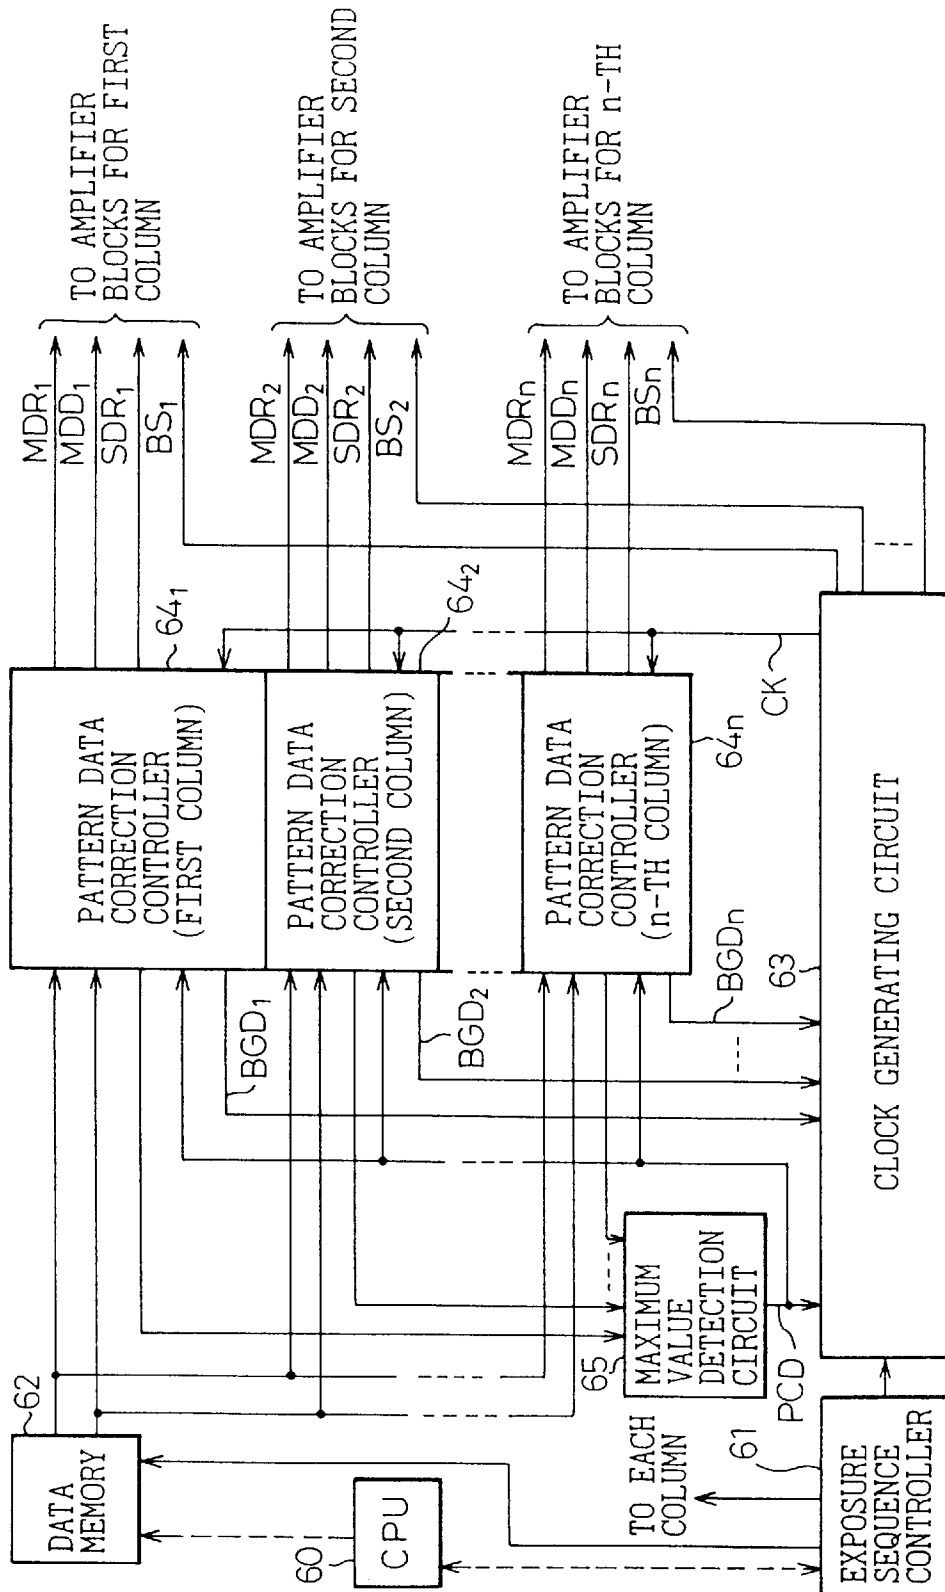 62
DATA
MEMORY
60
CPU
61
EXPOSURE
SEQUENCE
CONTROLLER
TO EACH
COLUMN
65
MAXIMUM
VALUE
DETECTION
CIRCUIT
PCD
63
CLOCK GENERATING CIRCUIT
PATTERN DATA
CORRECTION
CONTROLLER
(FIRST COLUMN)
64₁
BGD₁
PATTERN DATA
CORRECTION
CONTROLLER
(SECOND COLUMN)
64₂
BGD₂
PATTERN DATA
CORRECTION
CONTROLLER
(n-TH COLUMN)
64n
BGDn
CK
MDR₁
MDD₁
SDR₁
BS₁
TO AMPLIFIER
BLOCKS FOR FIRST
COLUMN
MDR₂
MDD₂
SDR₂
BS₂
TO AMPLIFIER
BLOCKS FOR SECOND
COLUMN
MDRn
MDDn
SDRn
BSn
TO AMPLIFIER
BLOCKS FOR n-TH
COLUMN